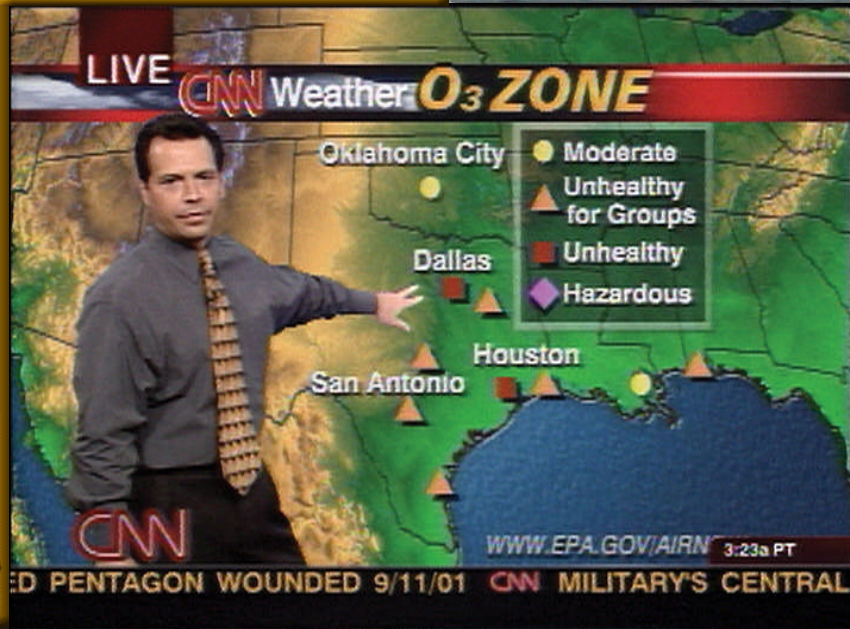 LIVE
CNN Weather O3 ZONE
Oklahoma City
Moderate
Unhealthy
for Groups
Unhealthy
Hazardous
Dallas
Houston
San Antonio
CNN
WWW.EPA.GOV/AIRN
3:23a PT
ED PENTAGON WOUNDED 9/11/01 CNN MILITARY'S CENTRAL